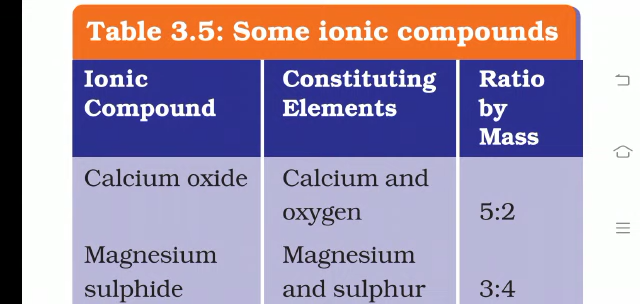 Table 3.5: Some ionic compounds
Ionic Compound
Constituting Elements
Ratio by Mass
Calcium oxide
Calcium and oxygen
5:2
Magnesium sulphide
Magnesium and sulphur
3:4